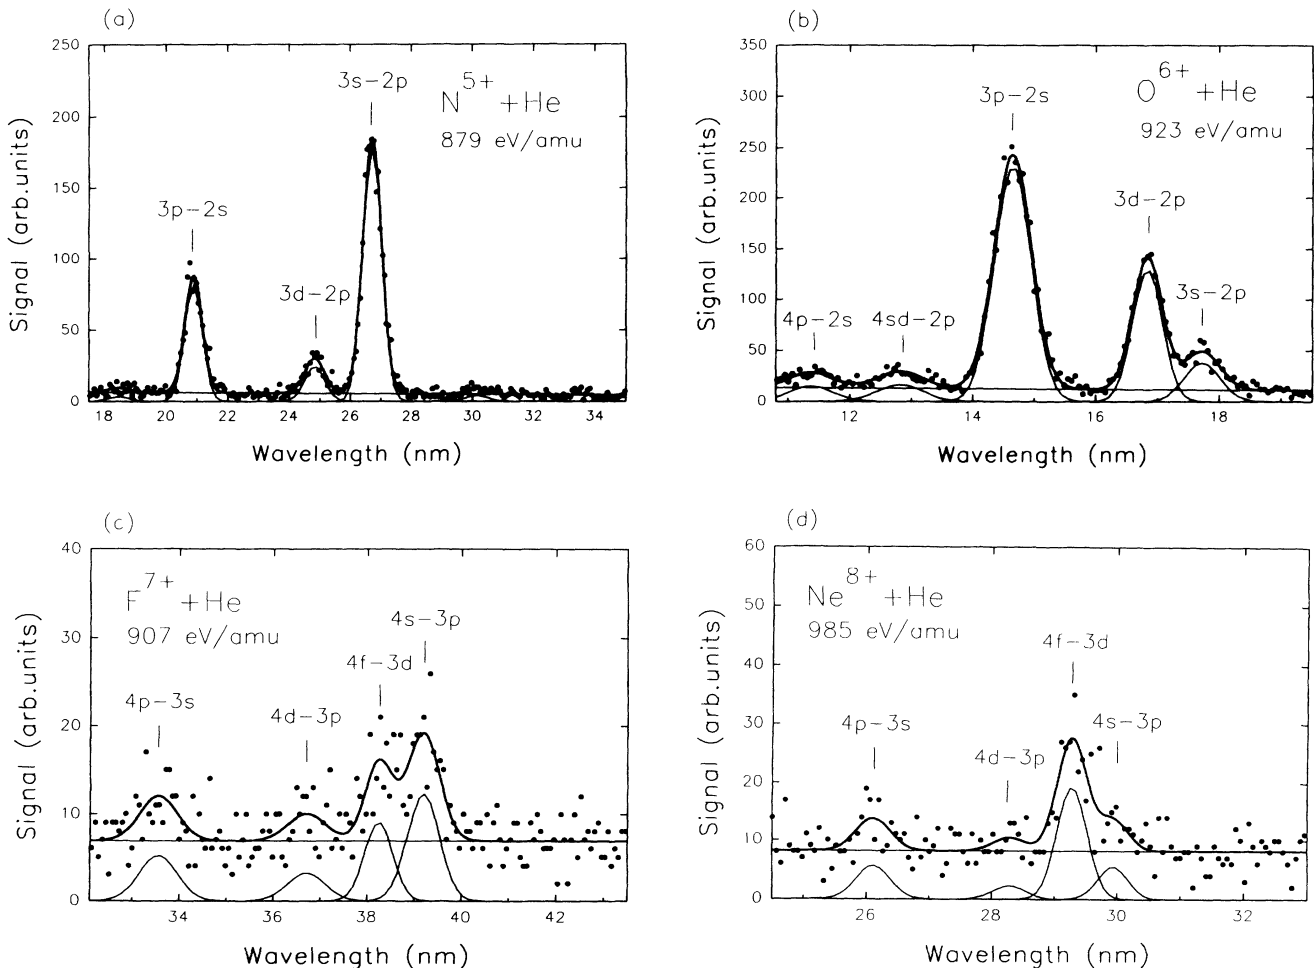 (a)
250
200
150
100
50
0
Signal (arb.units)
3p-2s
3d-2p
3s-2p
N5+ +He
879 eV/amu
17.5
20
22
24
26
28
30
32
34
Wavelength (nm)
(b)
350
300
250
200
150
100
50
0
Signal (arb.units)
4p-2s
4sd-2p
3p-2s
3d-2p
3s-2p
O6+ +He
923 eV/amu
12
14
16
18
Wavelength (nm)
(c)
40
30
20
10
0
Signal (arb.units)
F7+ +He
907 eV/amu
4p-3s
4d-3p
4f-3d
4s-3p
34
36
38
40
42
Wavelength (nm)
(d)
60
50
40
30
20
10
0
Signal (arb.units)
Ne8+ +He
985 eV/amu
4p-3s
4d-3p
4f-3d
4s-3p
26
28
30
32
Wavelength (nm)